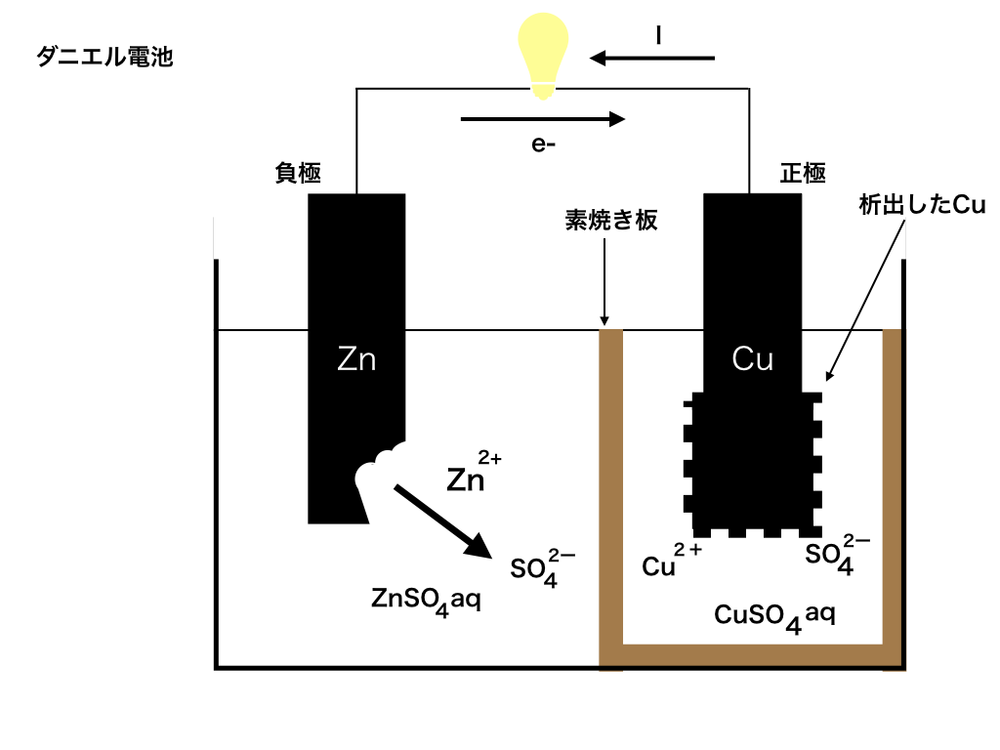 ダニエル電池
I
e-
負極
正極
析出したCu
素焼き板
Zn
Cu
Zn²⁺
SO₄²⁻
Cu²⁺
SO₄²⁻
ZnSO₄aq
CuSO₄aq